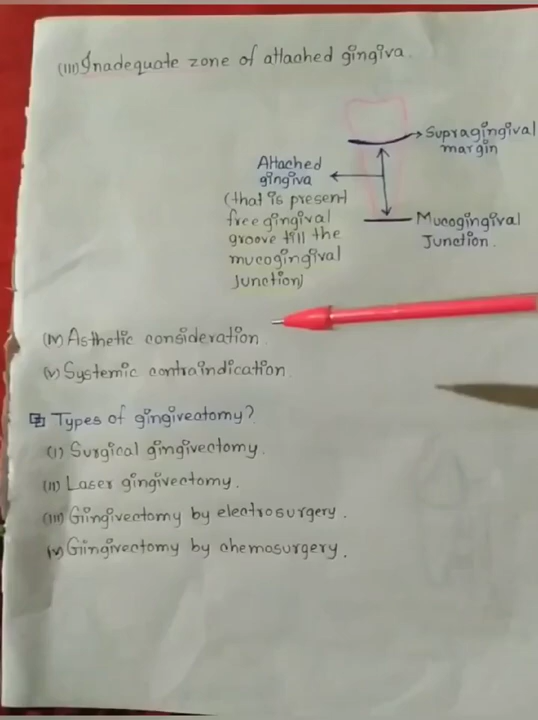 (III) Inadequate zone of attached gingiva.
Supragingival
margin
Attached
gingiva
(that is present
free gingival
groove till the
mucogingival
Junction)
Mucogingival
Junction.
(IV) Asthetic consideration.
(V) Systemic contraindication.
Types of gingivectomy?
(I) Surgical gingivectomy.
(II) Laser gingivectomy.
(III) Giingivectomy by electrosurgery.
(IV) Giingivectomy by chemosurgery.